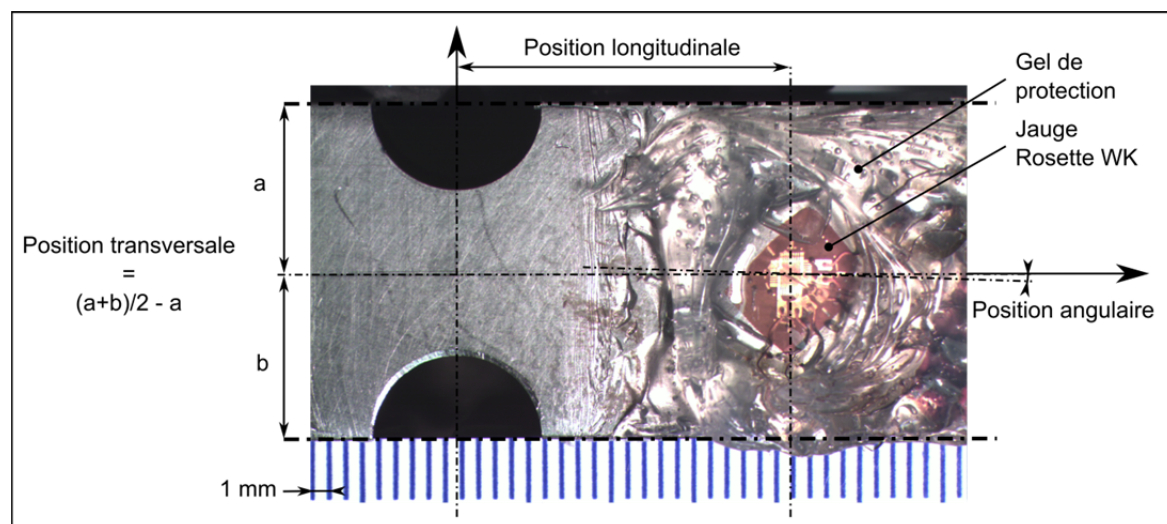 Position longitudinale
Gel de
protection
Jauge
Rosette WK
a
Position transversale
=
(a+b)/2 - a
Position angulaire
b
1 mm